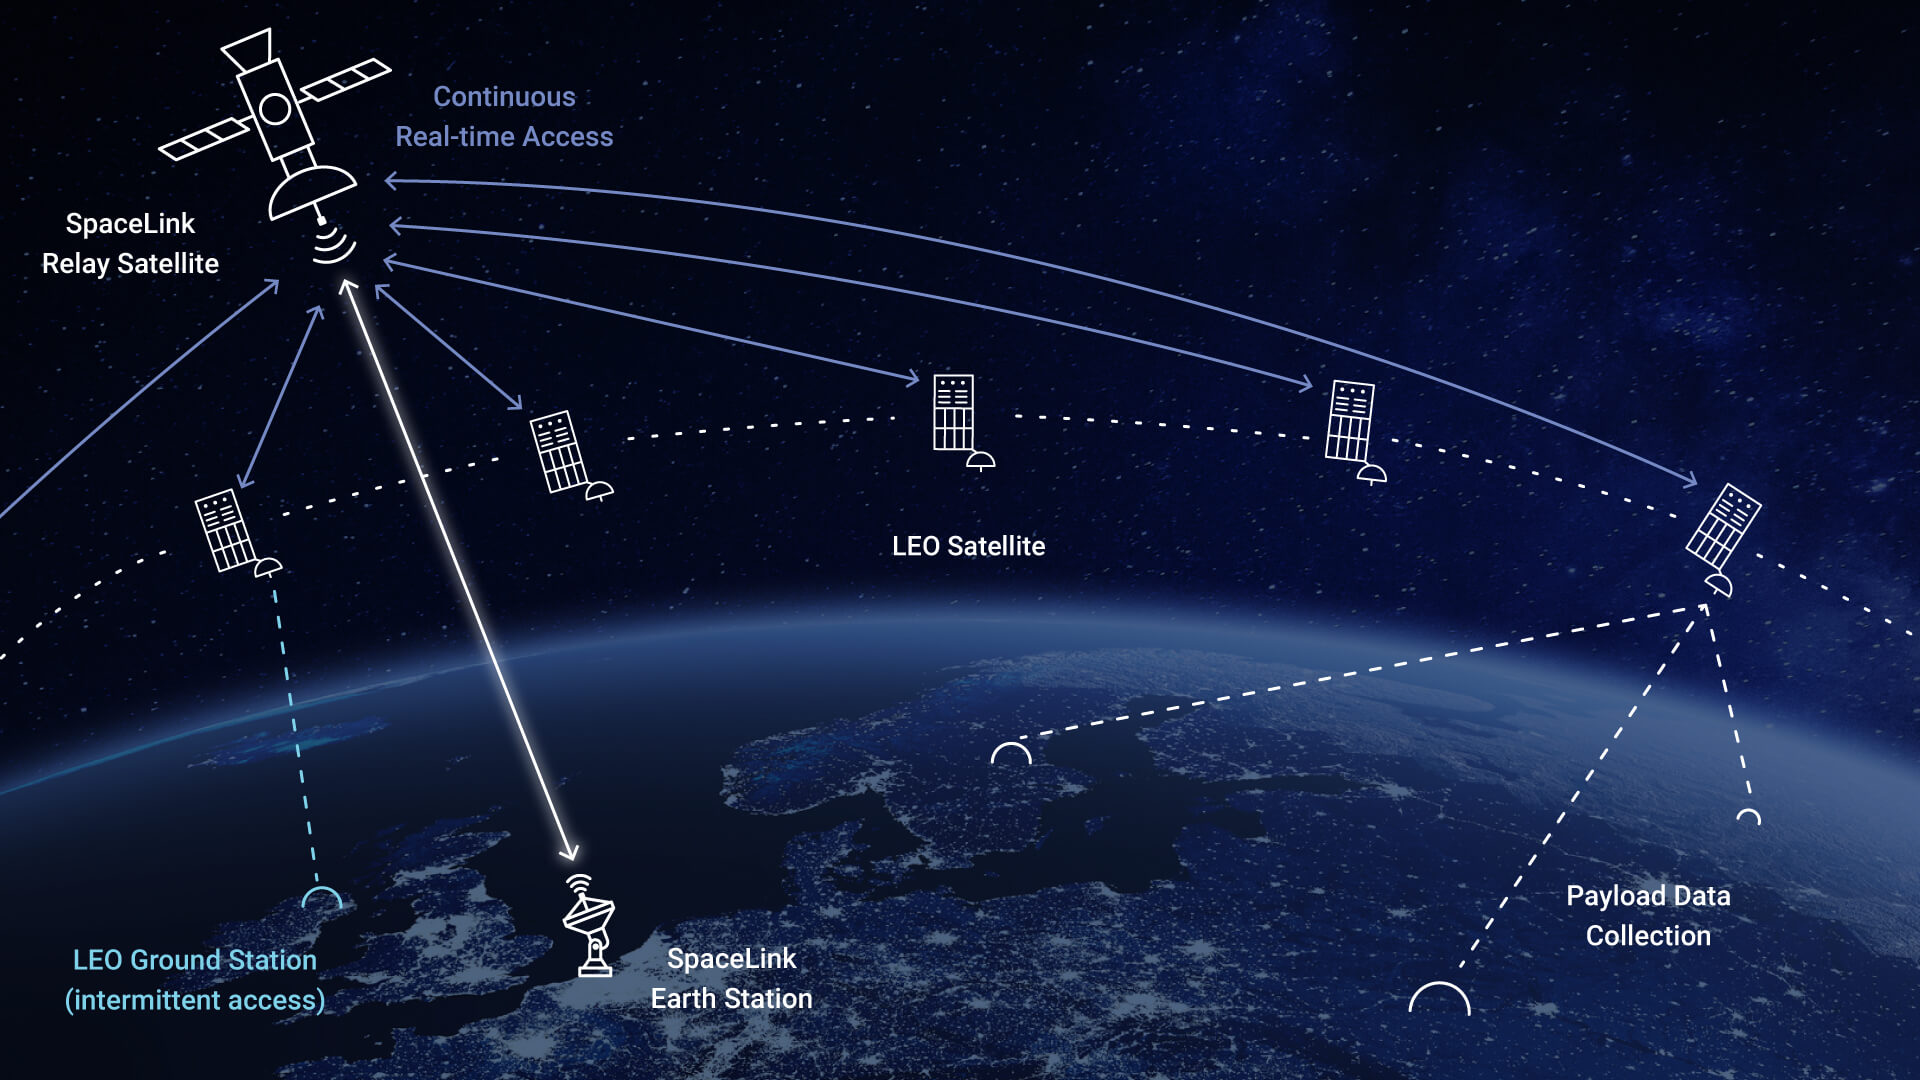 Continuous
Real-time Access
SpaceLink
Relay Satellite
LEO Satellite
Payload Data
Collection
LEO Ground Station
(intermittent access)
SpaceLink
Earth Station